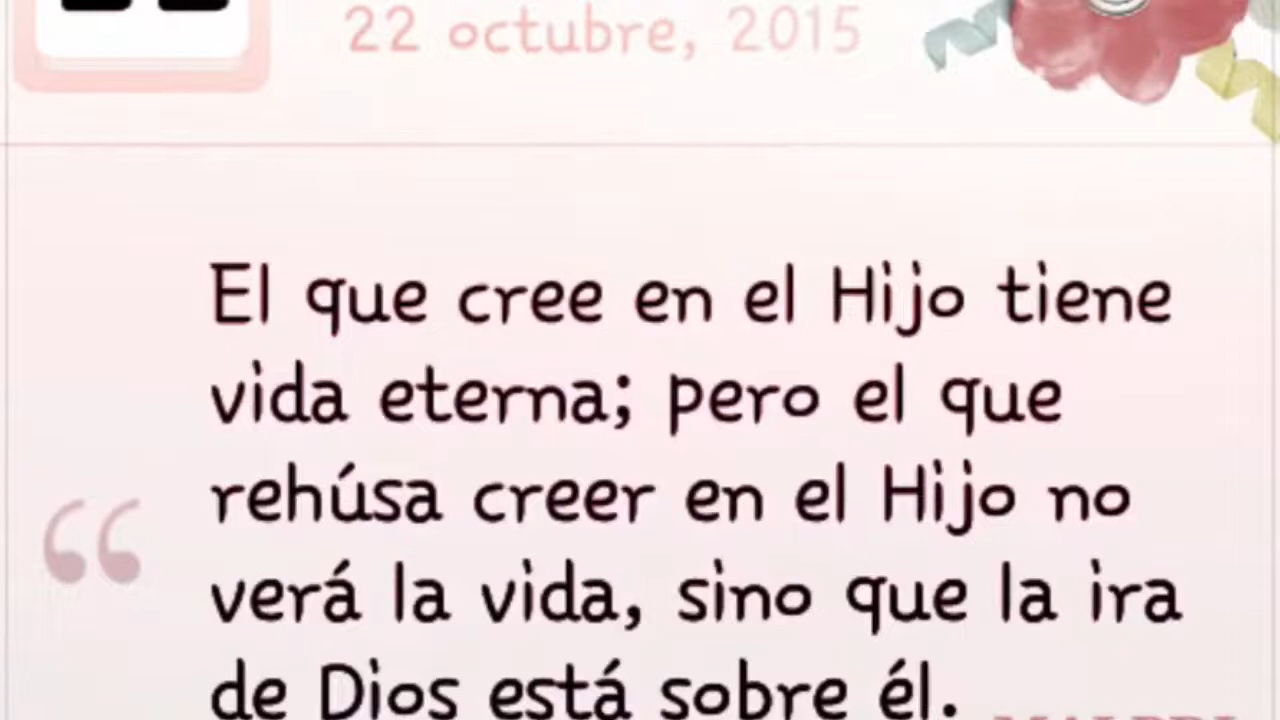 22 octubre, 2015
El que cree en el Hijo tiene
vida eterna; pero el que
rehúsa creer en el Hijo no
verá la vida, sino que la ira
de Dios está sobre él.